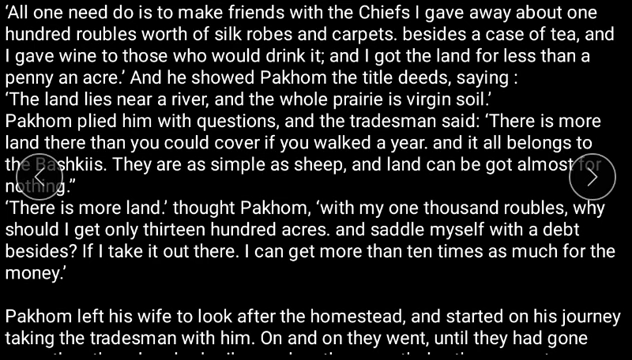 ‘All one need do is to make friends with the Chiefs I gave away about one
hundred roubles worth of silk robes and carpets. besides a case of tea, and
I gave wine to those who would drink it; and I got the land for less than a
penny an acre.’ And he showed Pakhom the title deeds, saying :
‘The land lies near a river, and the whole prairie is virgin soil.’
Pakhom plied him with questions, and the tradesman said: ‘There is more
land there than you could cover if you walked a year. and it all belongs to
the Bashkiis. They are as simple as sheep, and land can be got almost for
nothing.”
‘There is more land.’ thought Pakhom, ‘with my one thousand roubles, why
should I get only thirteen hundred acres. and saddle myself with a debt
besides? If I take it out there. I can get more than ten times as much for the
money.’
Pakhom left his wife to look after the homestead, and started on his journey
taking the tradesman with him. On and on they went, until they had gone